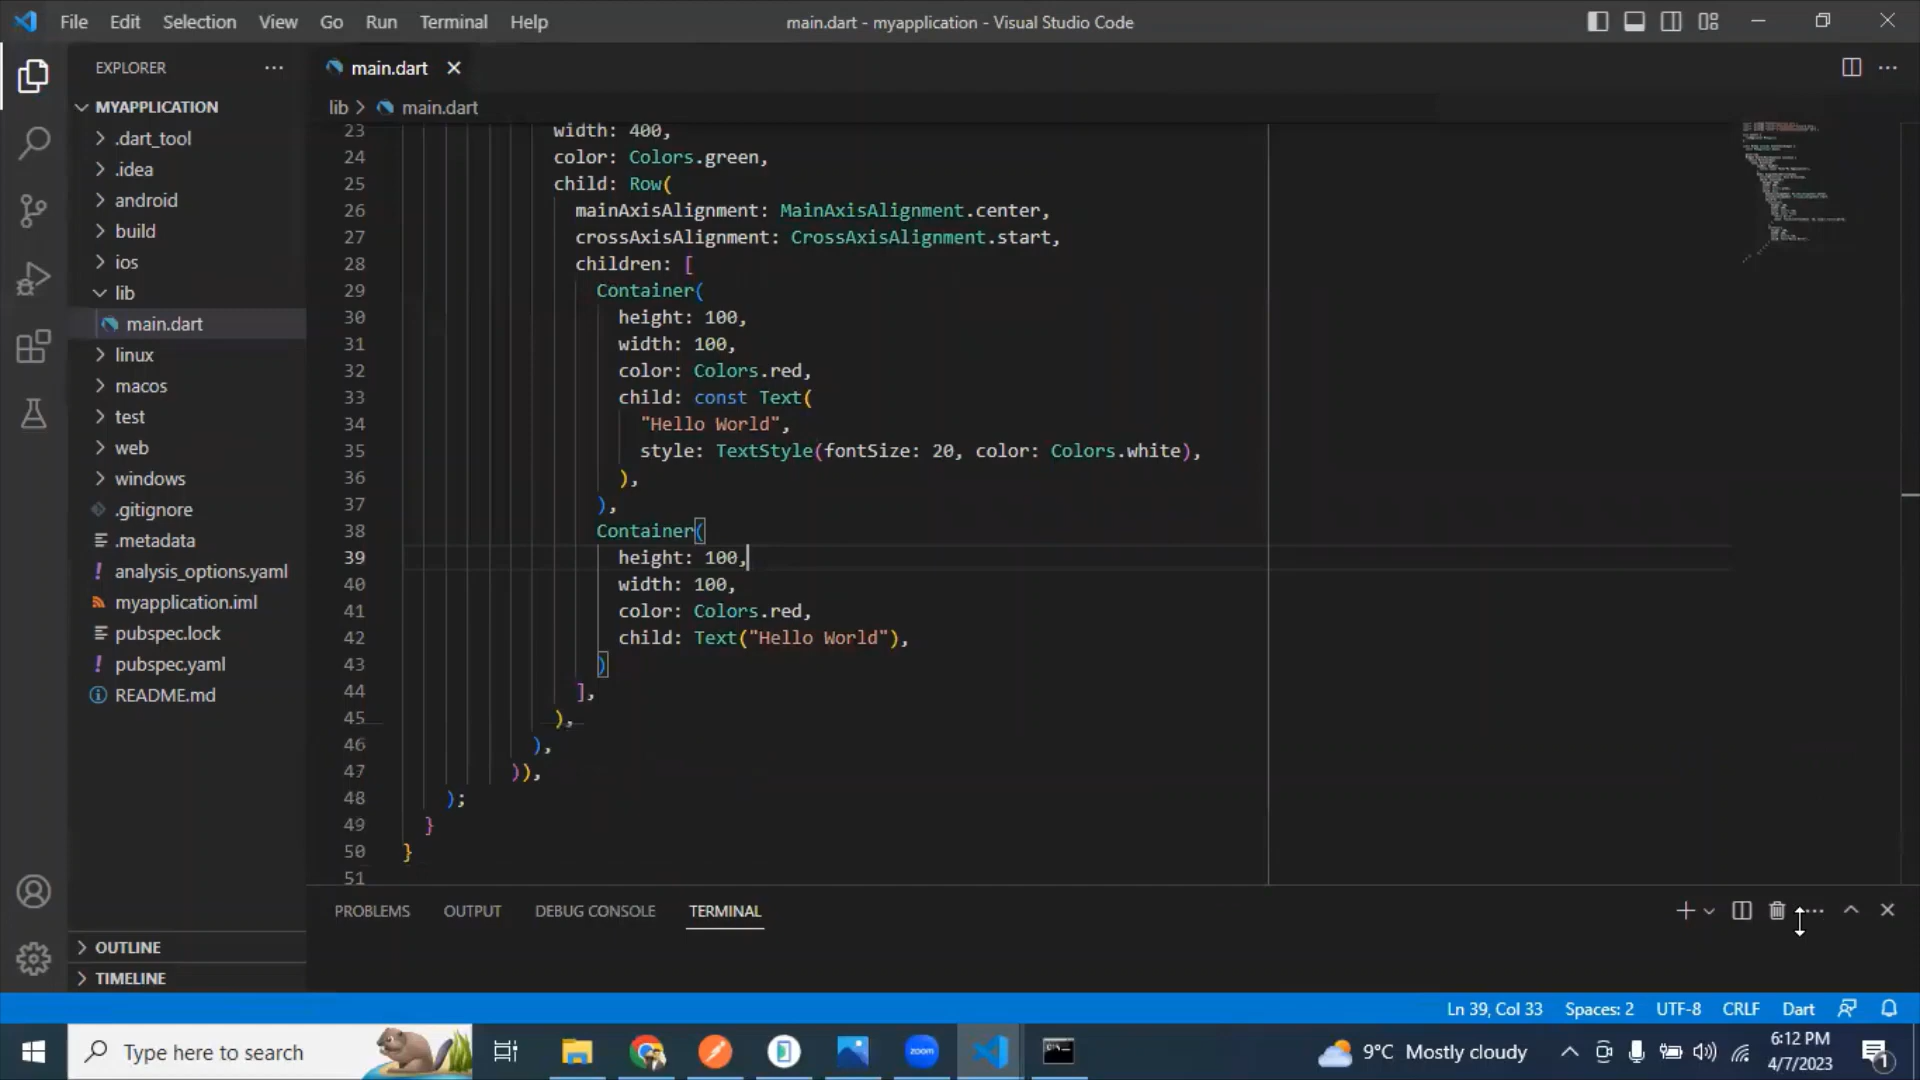 File Edit Selection View Go Run Terminal Help
main.dart - myapplication - Visual Studio Code
EXPLORER
MYAPPLICATION
.dart_tool
.idea
android
build
ios
lib
main.dart
linux
macos
test
web
windows
.gitignore
.metadata
analysis_options.yaml
myapplication.iml
pubspec.lock
pubspec.yaml
README.md
OUTLINE
TIMELINE
main.dart
lib > main.dart
23 width: 400,
24 color: Colors.green,
25 child: Row(
26 mainAxisAlignment: MainAxisAlignment.center,
27 crossAxisAlignment: CrossAxisAlignment.start,
28 children: [
29 Container(
30 height: 100,
31 width: 100,
32 color: Colors.red,
33 child: const Text(
34 "Hello World",
35 style: TextStyle(fontSize: 20, color: Colors.white),
36 ),
37 ),
38 Container(
39 height: 100,
40 width: 100,
41 color: Colors.red,
42 child: Text("Hello World"),
43 )
44 ],
45 ),
46 ),
47 )),
48 );
49 }
50 }
51
PROBLEMS OUTPUT DEBUG CONSOLE TERMINAL
Ln 39, Col 33 Spaces: 2 UTF-8 CRLF Dart
Type here to search
zoom
9°C Mostly cloudy
6:12 PM
4/7/2023
1